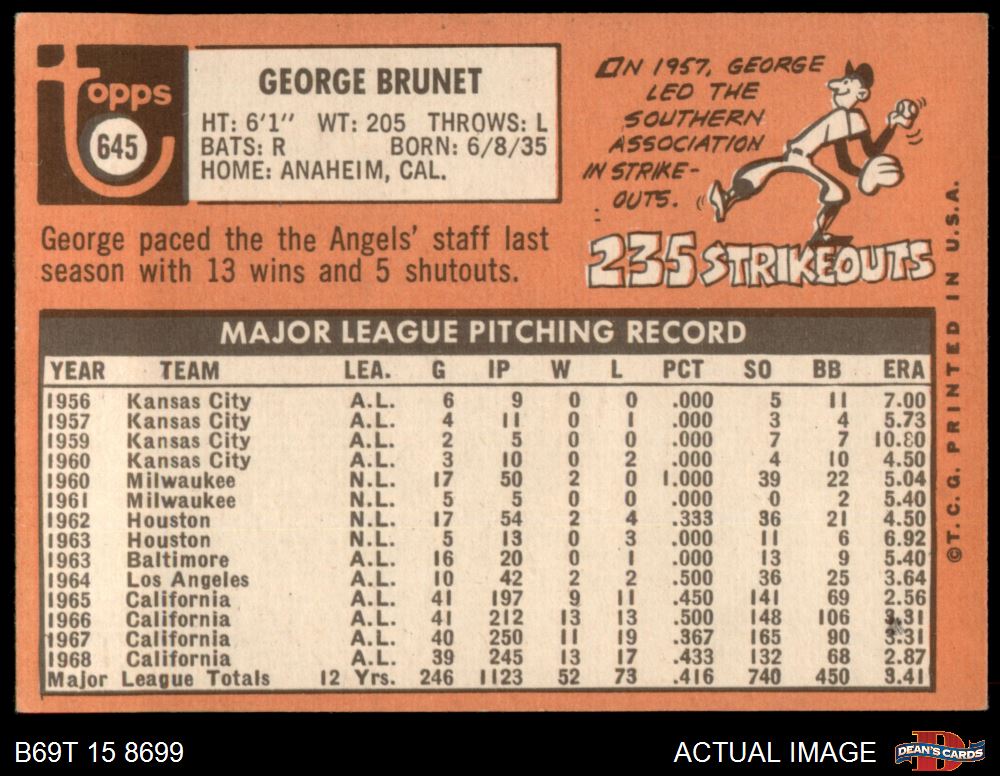 Topps
645
GEORGE BRUNET
HT: 6'1" WT: 205 THROWS: L
BATS: R BORN: 6/8/35
HOME: ANAHEIM, CAL.
George paced the the Angels' staff last
season with 13 wins and 5 shutouts.
ON 1957, GEORGE
LED THE
SOUTHERN
ASSOCIATION
IN STRIKE-
OUTS.
235 STRIKEOUTS
MAJOR LEAGUE PITCHING RECORD
YEAR TEAM LEA. G IP W L PCT SO BB ERA
1956 Kansas City A.L. 6 9 0 0 .000 5 11 7.00
1957 Kansas City A.L. 4 11 0 1 .000 3 4 5.73
1959 Kansas City A.L. 2 5 0 0 .000 7 7 10.80
1960 Kansas City A.L. 3 10 0 2 .000 4 10 4.50
1960 Milwaukee N.L. 17 50 2 0 1.000 39 22 5.04
1961 Milwaukee N.L. 5 5 0 0 .000 0 2 5.40
1962 Houston N.L. 17 54 2 4 .333 36 21 4.50
1963 Houston N.L. 5 13 0 3 .000 11 6 6.92
1963 Baltimore A.L. 16 20 0 1 .000 13 9 5.40
1964 Los Angeles A.L. 10 42 2 2 .500 36 25 3.64
1965 California A.L. 41 197 9 11 .450 141 69 2.56
1966 California A.L. 41 212 13 13 .500 148 106 3.31
1967 California A.L. 40 250 11 19 .367 165 90 3.31
1968 California A.L. 39 245 13 17 .433 132 68 2.87
Major League Totals 12 Yrs. 246 1123 52 73 .416 740 450 3.41
©T. C. G. PRINTED IN U.S.A.
B69T 15 8699
ACTUAL IMAGE
D
DEAN'S CARDS